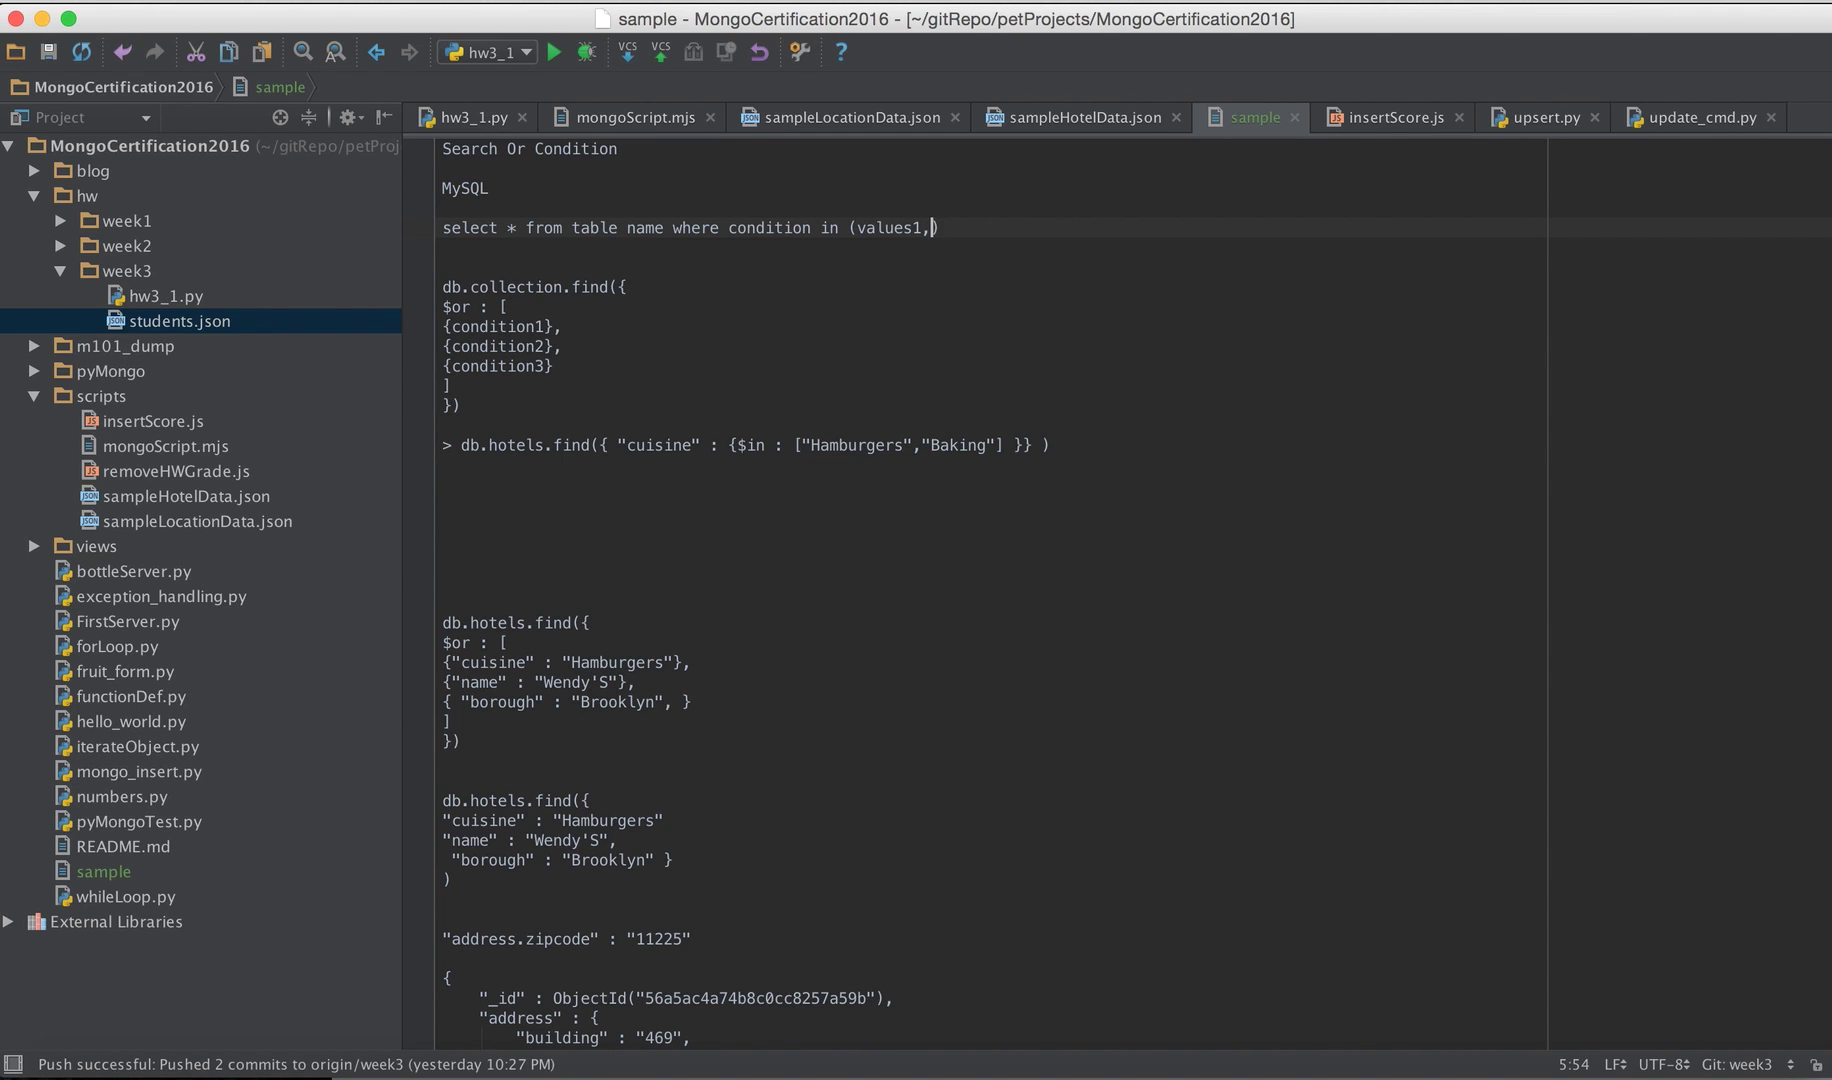 sample - MongoCertification2016 - [~/gitRepo/petProjects/MongoCertification2016]
hw3_1
VCS
VCS
?
MongoCertification2016
sample
Project
hw3_1.py
mongoScript.mjs
sampleLocationData.json
sampleHotelData.json
sample
insertScore.js
upsert.py
update_cmd.py
MongoCertification2016 (~/gitRepo/petProj
blog
hw
week1
week2
week3
hw3_1.py
students.json
m101_dump
pyMongo
scripts
insertScore.js
mongoScript.mjs
removeHWGrade.js
sampleHotelData.json
sampleLocationData.json
views
bottleServer.py
exception_handling.py
FirstServer.py
forLoop.py
fruit_form.py
functionDef.py
hello_world.py
iterateObject.py
mongo_insert.py
numbers.py
pyMongoTest.py
README.md
sample
whileLoop.py
External Libraries
Search Or Condition
MySQL
select * from table name where condition in (values1,)
db.collection.find({
$or : [
{condition1},
{condition2},
{condition3}
]
})
> db.hotels.find({ "cuisine" : {$in : ["Hamburgers","Baking"] }} )
db.hotels.find({
$or : [
{"cuisine" : "Hamburgers"},
{"name" : "Wendy'S"},
{ "borough" : "Brooklyn", }
]
})
db.hotels.find({
"cuisine" : "Hamburgers"
"name" : "Wendy'S",
"borough" : "Brooklyn" }
)
"address.zipcode" : "11225"
{
"_id" : ObjectId("56a5ac4a74b8c0cc8257a59b"),
"address" : {
"building" : "469",
Push successful: Pushed 2 commits to origin/week3 (yesterday 10:27 PM)
5:54 LF UTF-8 Git: week3